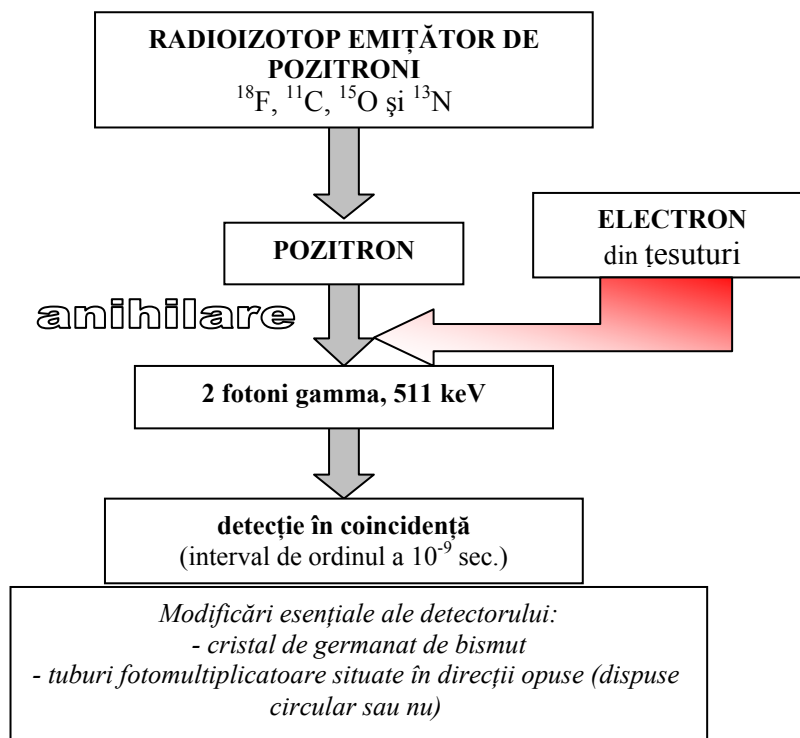 RADIOIZOTOP EMIȚĂTOR DE
POZITRONI
¹⁸F, ¹¹C, ¹⁵O şi ¹³N
POZITRON
ELECTRON
din țesuturi
anihilare
2 fotoni gamma, 511 keV
detecție în coincidență
(interval de ordinul a 10⁻⁹ sec.)
Modificări esențiale ale detectorului:
- cristal de germanat de bismut
- tuburi fotomultiplicatoare situate în direcții opuse (dispuse
circular sau nu)